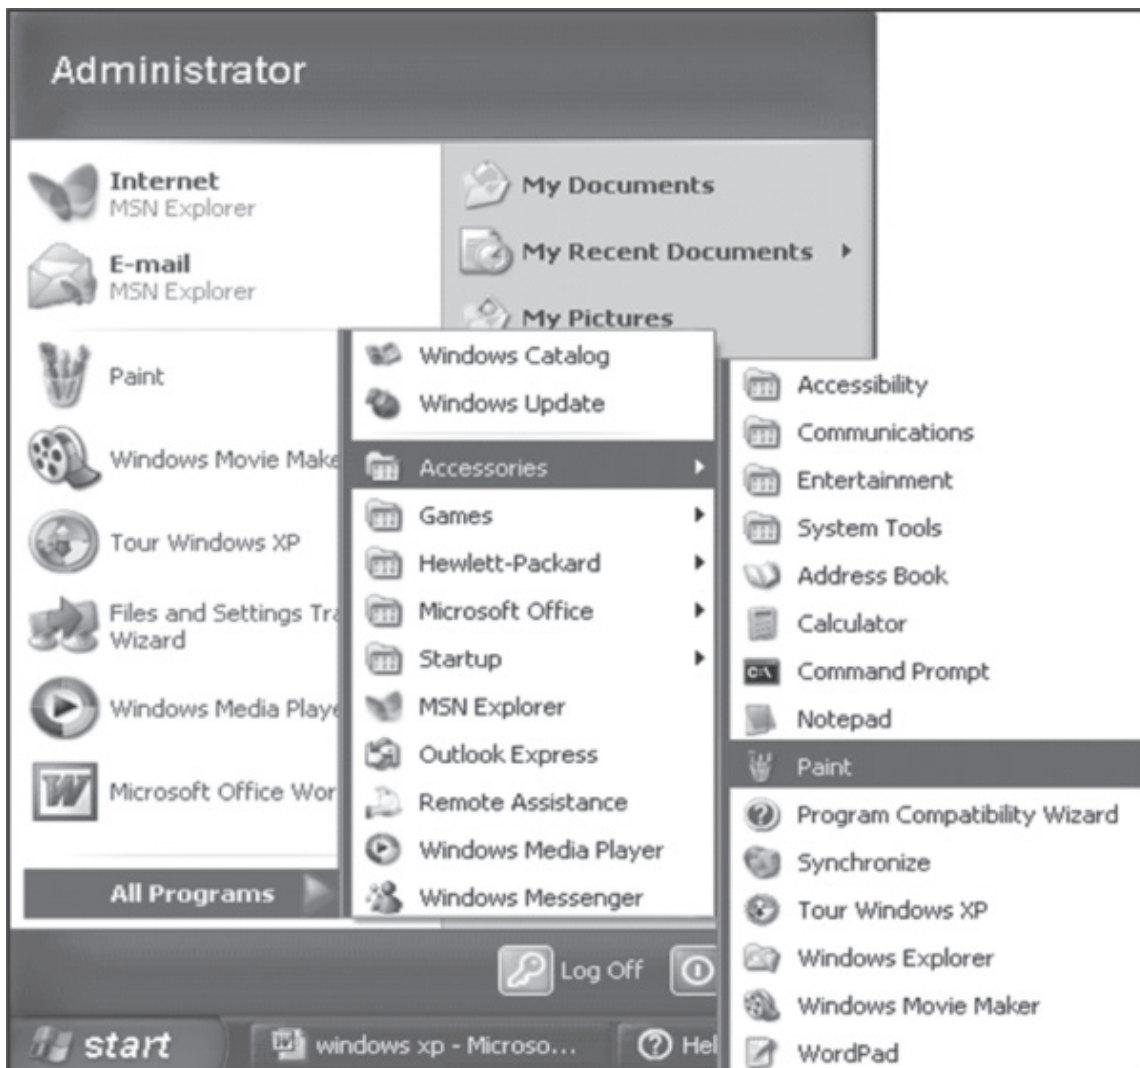 Administrator
Internet
MSN Explorer
E-mail
MSN Explorer
Paint
Windows Movie Make
Tour Windows XP
Files and Settings Tra
Wizard
Windows Media Playe
Microsoft Office Wor
All Programs
My Documents
My Recent Documents
My Pictures
Windows Catalog
Windows Update
Accessories
Games
Hewlett-Packard
Microsoft Office
Startup
MSN Explorer
Outlook Express
Remote Assistance
Windows Media Player
Windows Messenger
Accessibility
Communications
Entertainment
System Tools
Address Book
Calculator
Command Prompt
Notepad
Paint
Program Compatibility Wizard
Synchronize
Tour Windows XP
Windows Explorer
Windows Movie Maker
WordPad
Log Off
start
windows xp - Microso...
Hel